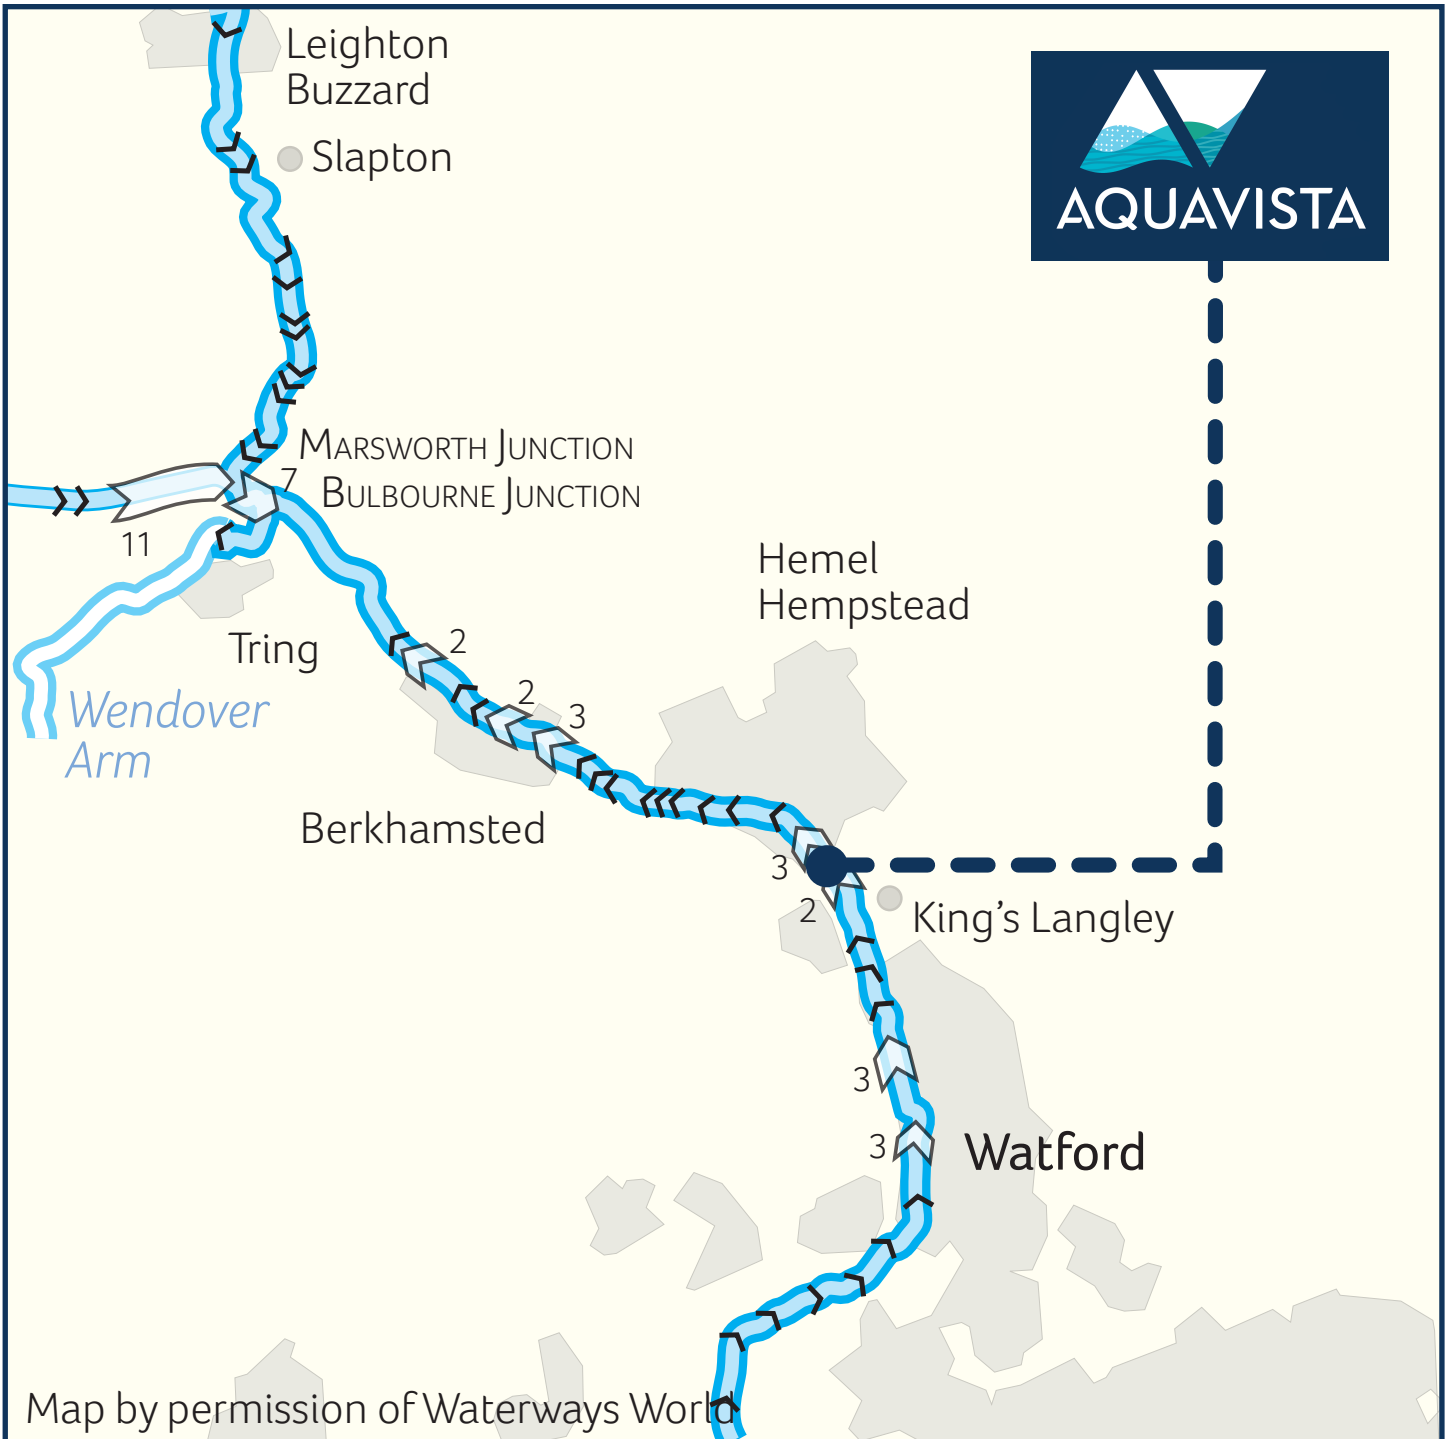 Leighton
Buzzard
AQUAVISTA
Slapton
MARSWORTH JUNCTION
7
BULBOURNE JUNCTION
11
Hemel
Hempstead
Tring
2
Wendover
Arm
2
3
Berkhamsted
3
2
King’s Langley
3
3
Watford
Map by permission of Waterways World